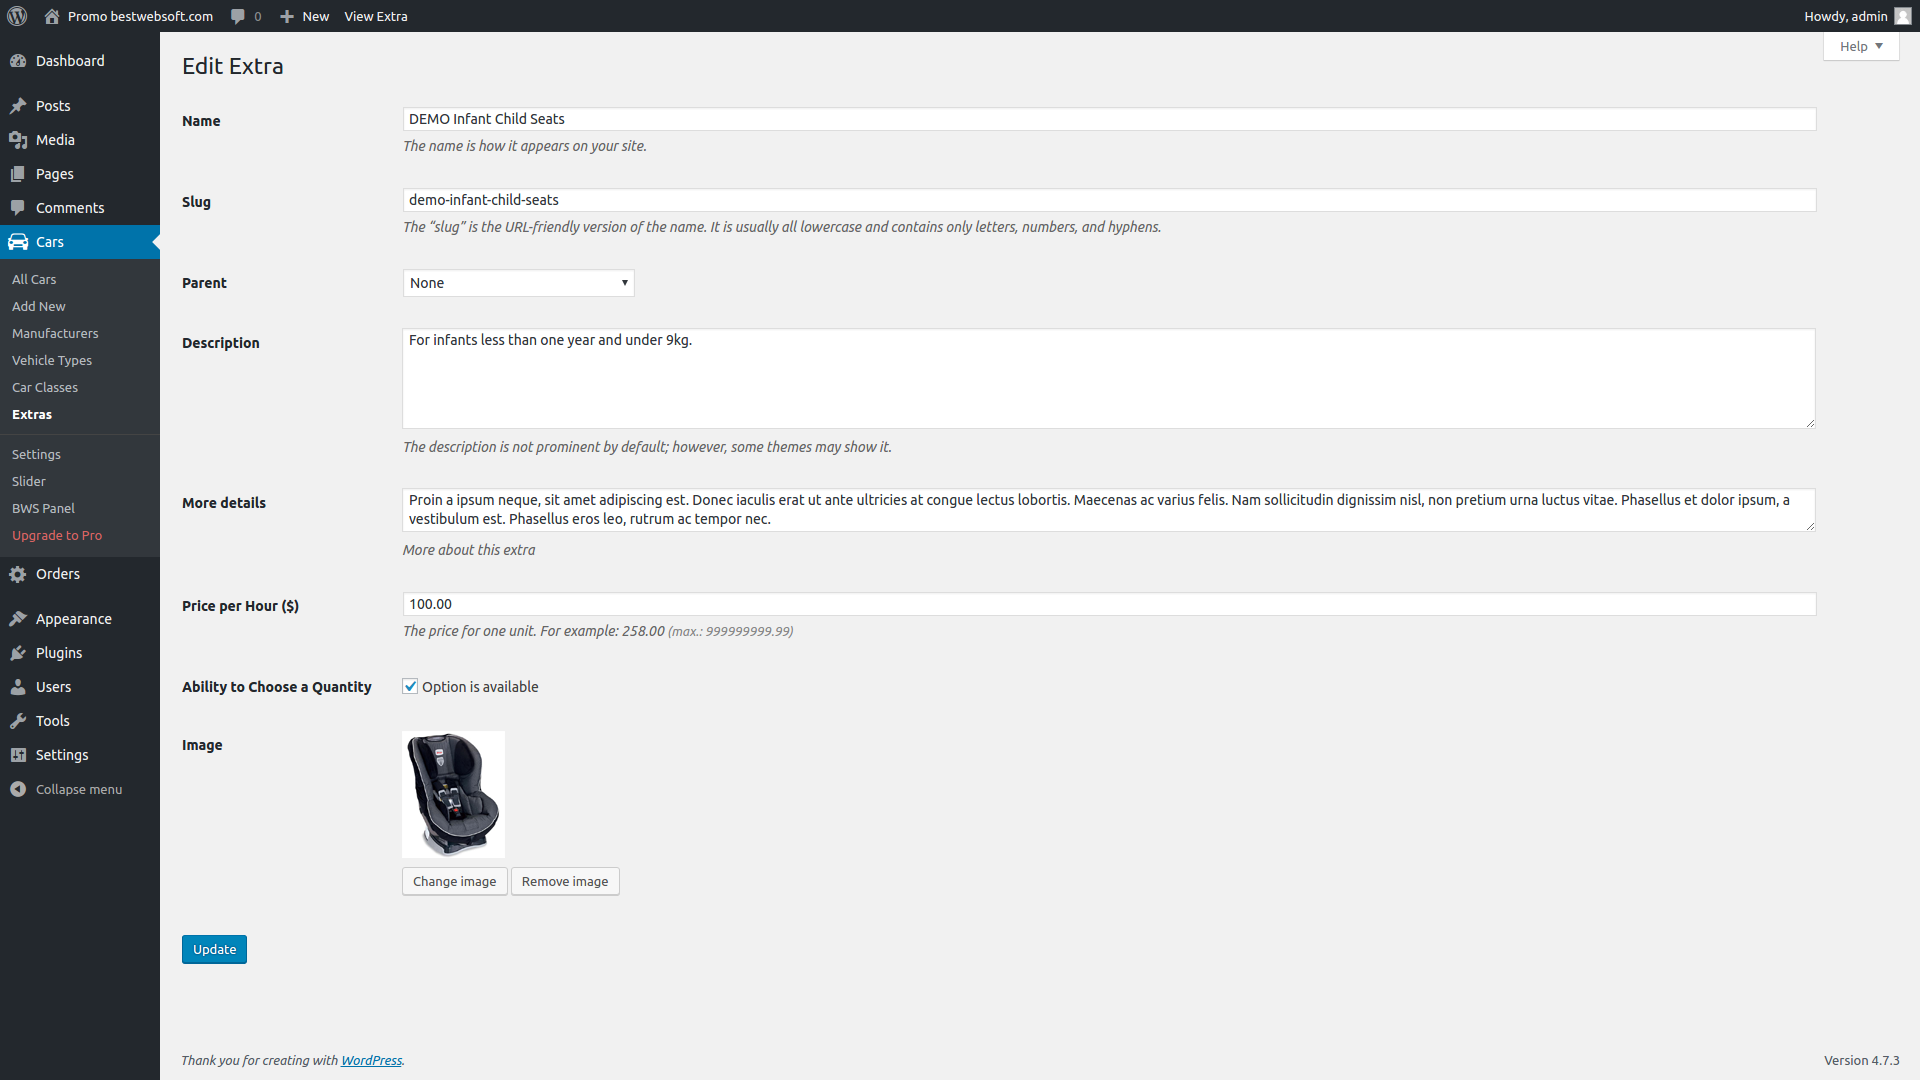 Promo bestwebsoft.com 0 New View Extra Howdy, admin
Help
Dashboard
Posts
Media
Pages
Comments
Cars
All Cars
Add New
Manufacturers
Vehicle Types
Car Classes
Extras
Settings
Slider
BWS Panel
Upgrade to Pro
Orders
Appearance
Plugins
Users
Tools
Settings
Collapse menu
Edit Extra
Name
DEMO Infant Child Seats
The name is how it appears on your site.
Slug
demo-infant-child-seats
The “slug” is the URL-friendly version of the name. It is usually all lowercase and contains only letters, numbers, and hyphens.
Parent
None
Description
For infants less than one year and under 9kg.
The description is not prominent by default; however, some themes may show it.
More details
Proin a ipsum neque, sit amet adipiscing est. Donec iaculis erat ut ante ultricies at congue lectus lobortis. Maecenas ac varius felis. Nam sollicitudin dignissim nisl, non pretium urna luctus vitae. Phasellus et dolor ipsum, a
vestibulum est. Phasellus eros leo, rutrum ac tempor nec.
More about this extra
Price per Hour ($)
100.00
The price for one unit. For example: 258.00 (max.: 999999999.99)
Ability to Choose a Quantity
Option is available
Image
Change image Remove image
Update
Thank you for creating with WordPress.
Version 4.7.3